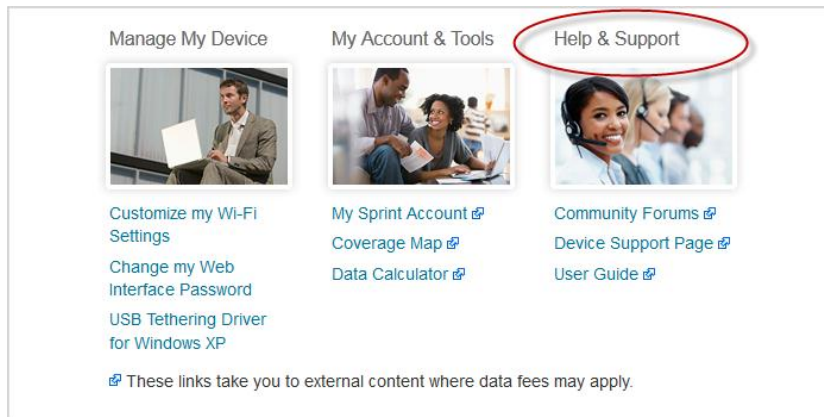 Manage My Device
My Account & Tools
Help & Support
Customize my Wi-Fi
Settings
Change my Web
Interface Password
USB Tethering Driver
for Windows XP
My Sprint Account
Coverage Map
Data Calculator
Community Forums
Device Support Page
User Guide
These links take you to external content where data fees may apply.